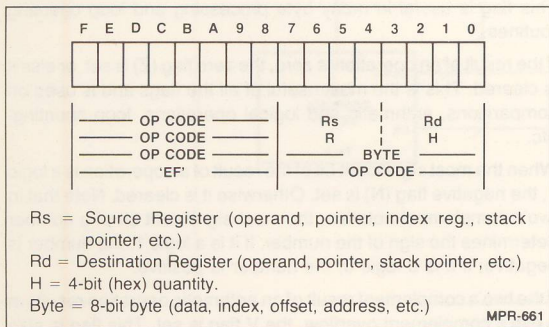 F E D C B A 9 8 7 6 5 4 3 2 1 0
OP CODE Rs Rd
OP CODE R H
OP CODE BYTE
'EF' OP CODE
Rs = Source Register (operand, pointer, index reg., stack
pointer, etc.)
Rd = Destination Register (operand, pointer, stack pointer, etc.)
H = 4-bit (hex) quantity.
Byte = 8-bit byte (data, index, offset, address, etc.)
MPR-661